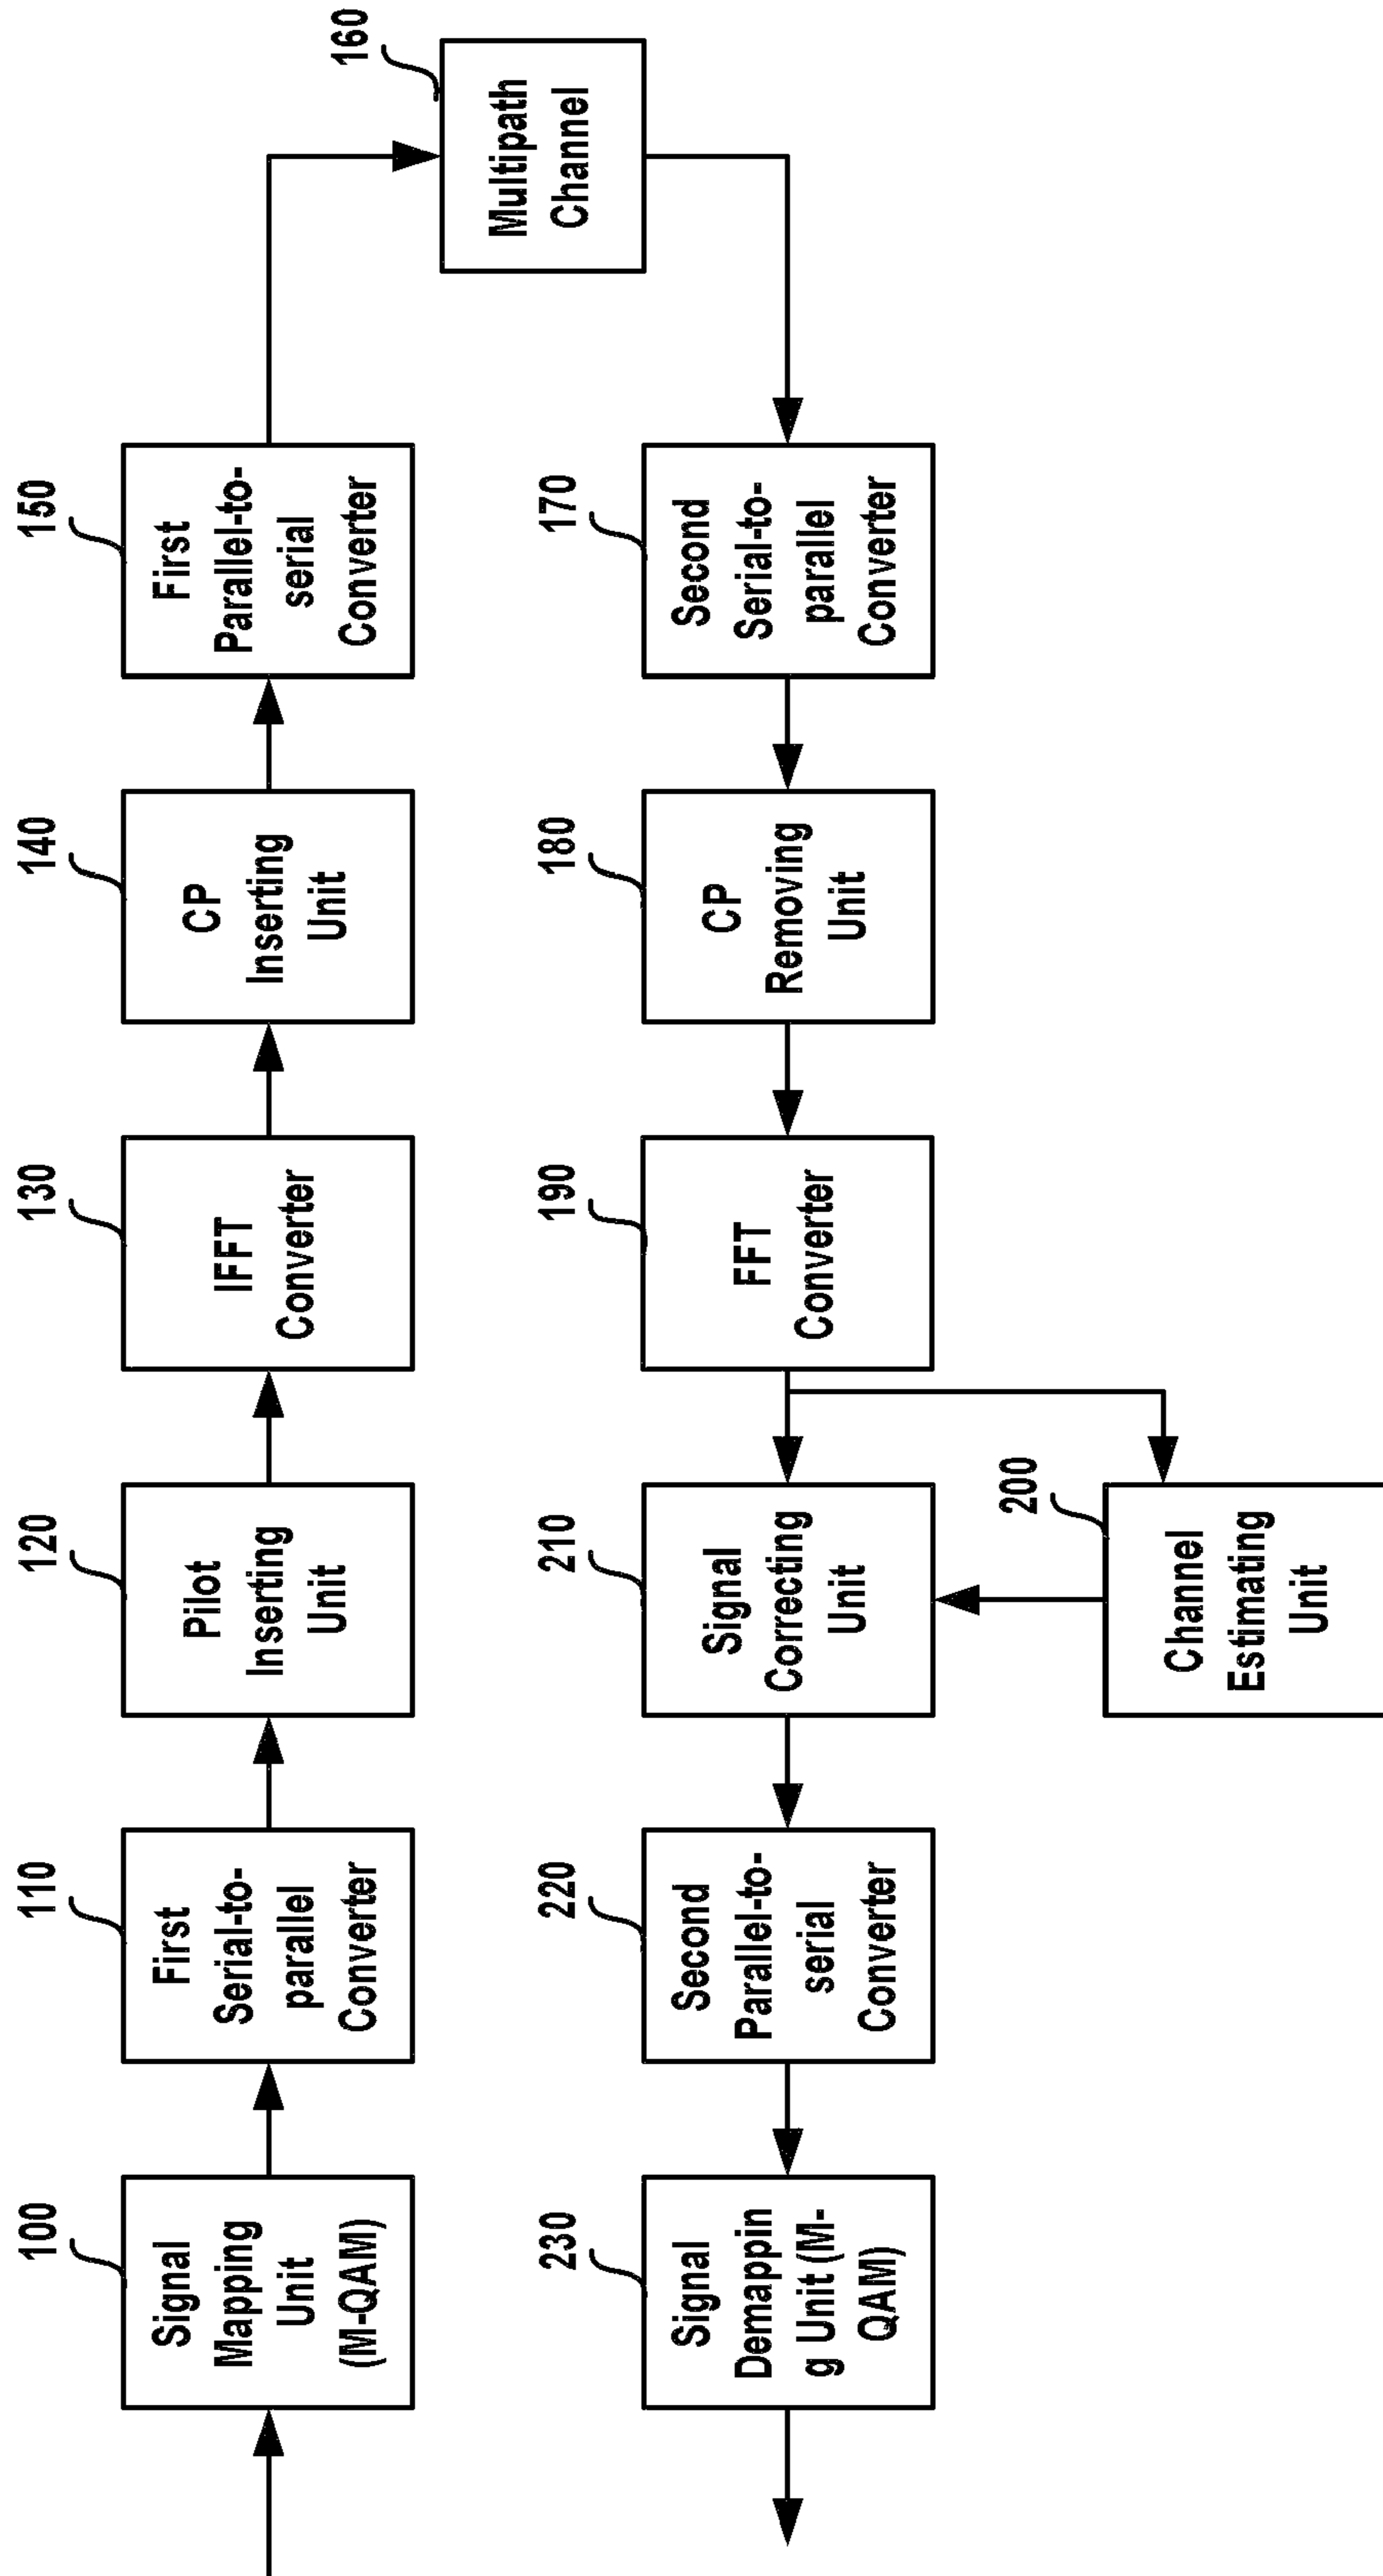 100
Signal
Mapping
Unit
(M-QAM)
110
First
Serial-to-
parallel
Converter
120
Pilot
Inserting
Unit
130
IFFT
Converter
140
CP
Inserting
Unit
150
First
Parallel-to-
serial
Converter
160
Multipath
Channel
170
Second
Serial-to-
parallel
Converter
180
CP
Removing
Unit
190
FFT
Converter
200
Channel
Estimating
Unit
210
Signal
Correcting
Unit
220
Second
Parallel-to-
serial
Converter
230
Signal
Demappin
g Unit (M-
QAM)